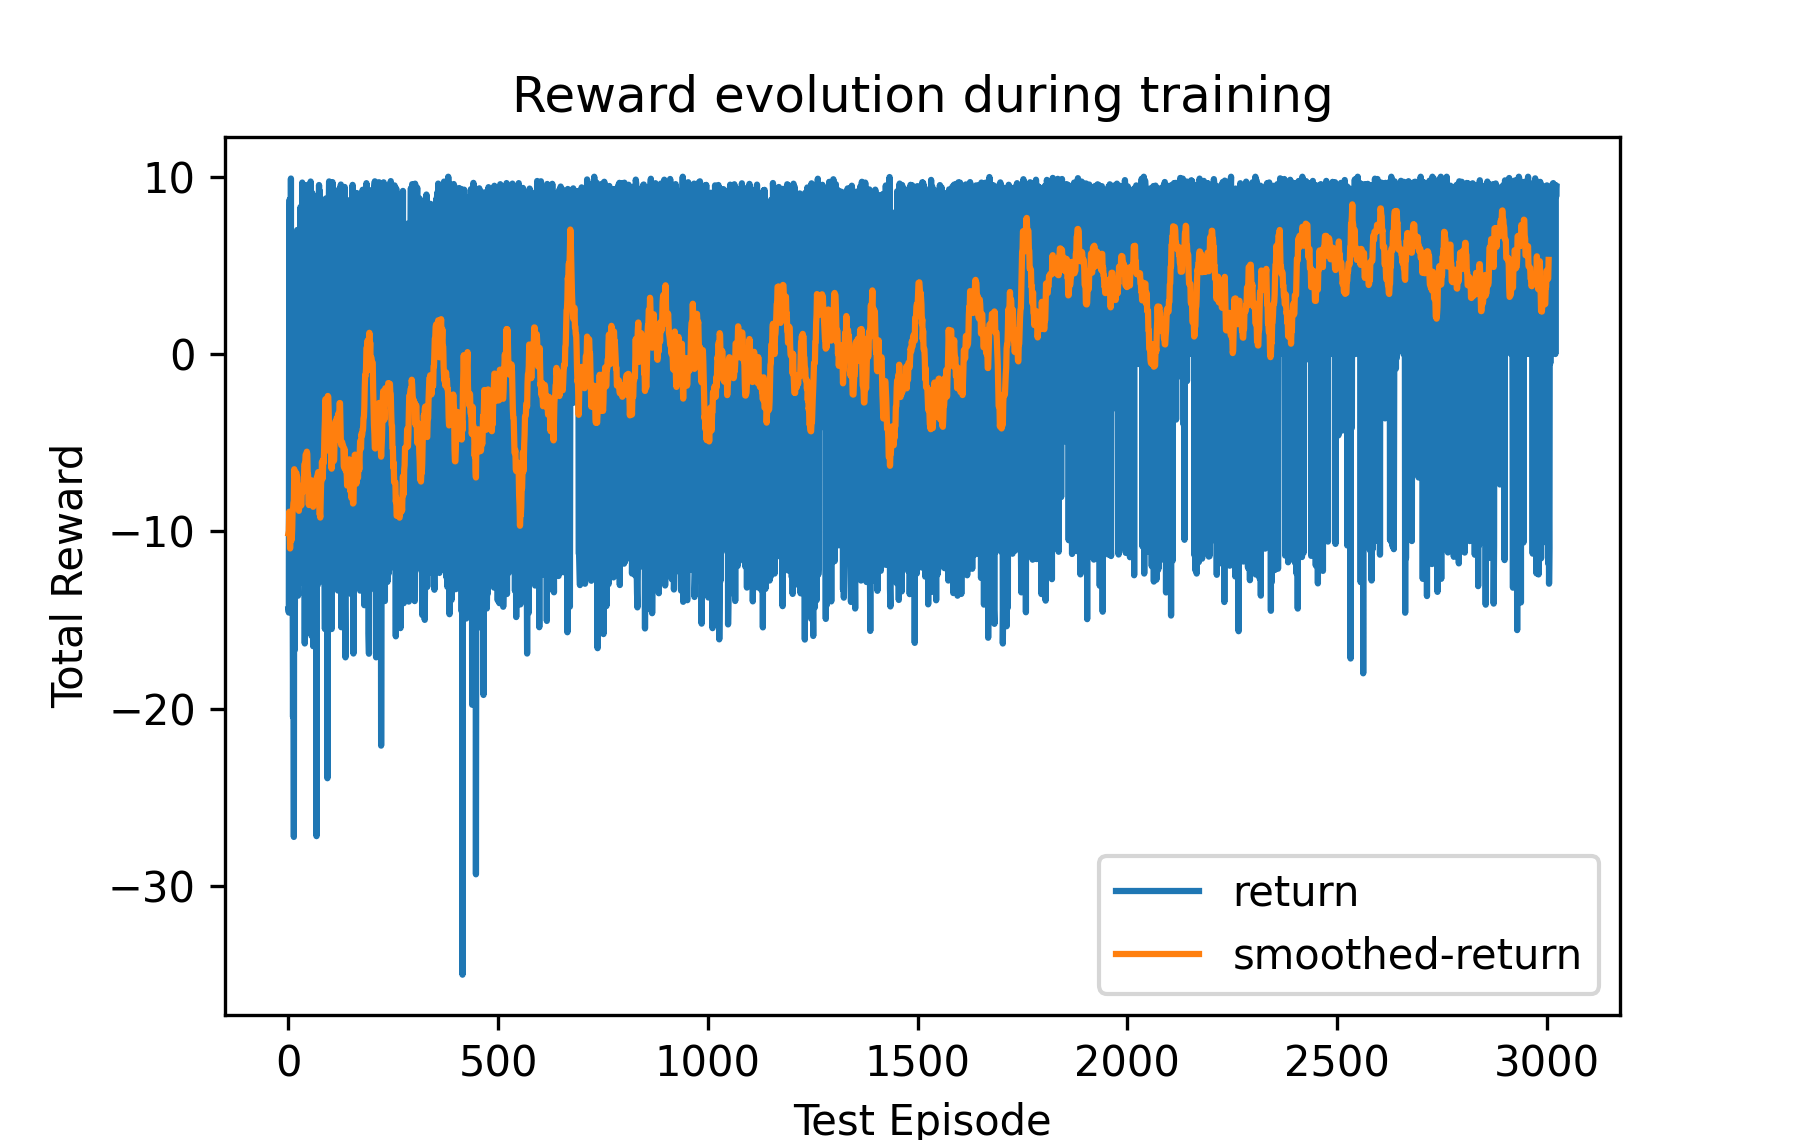 Reward evolution during training
Total Reward
10
0
−10
−20
−30
0 500 1000 1500 2000 2500 3000
Test Episode
return
smoothed-return